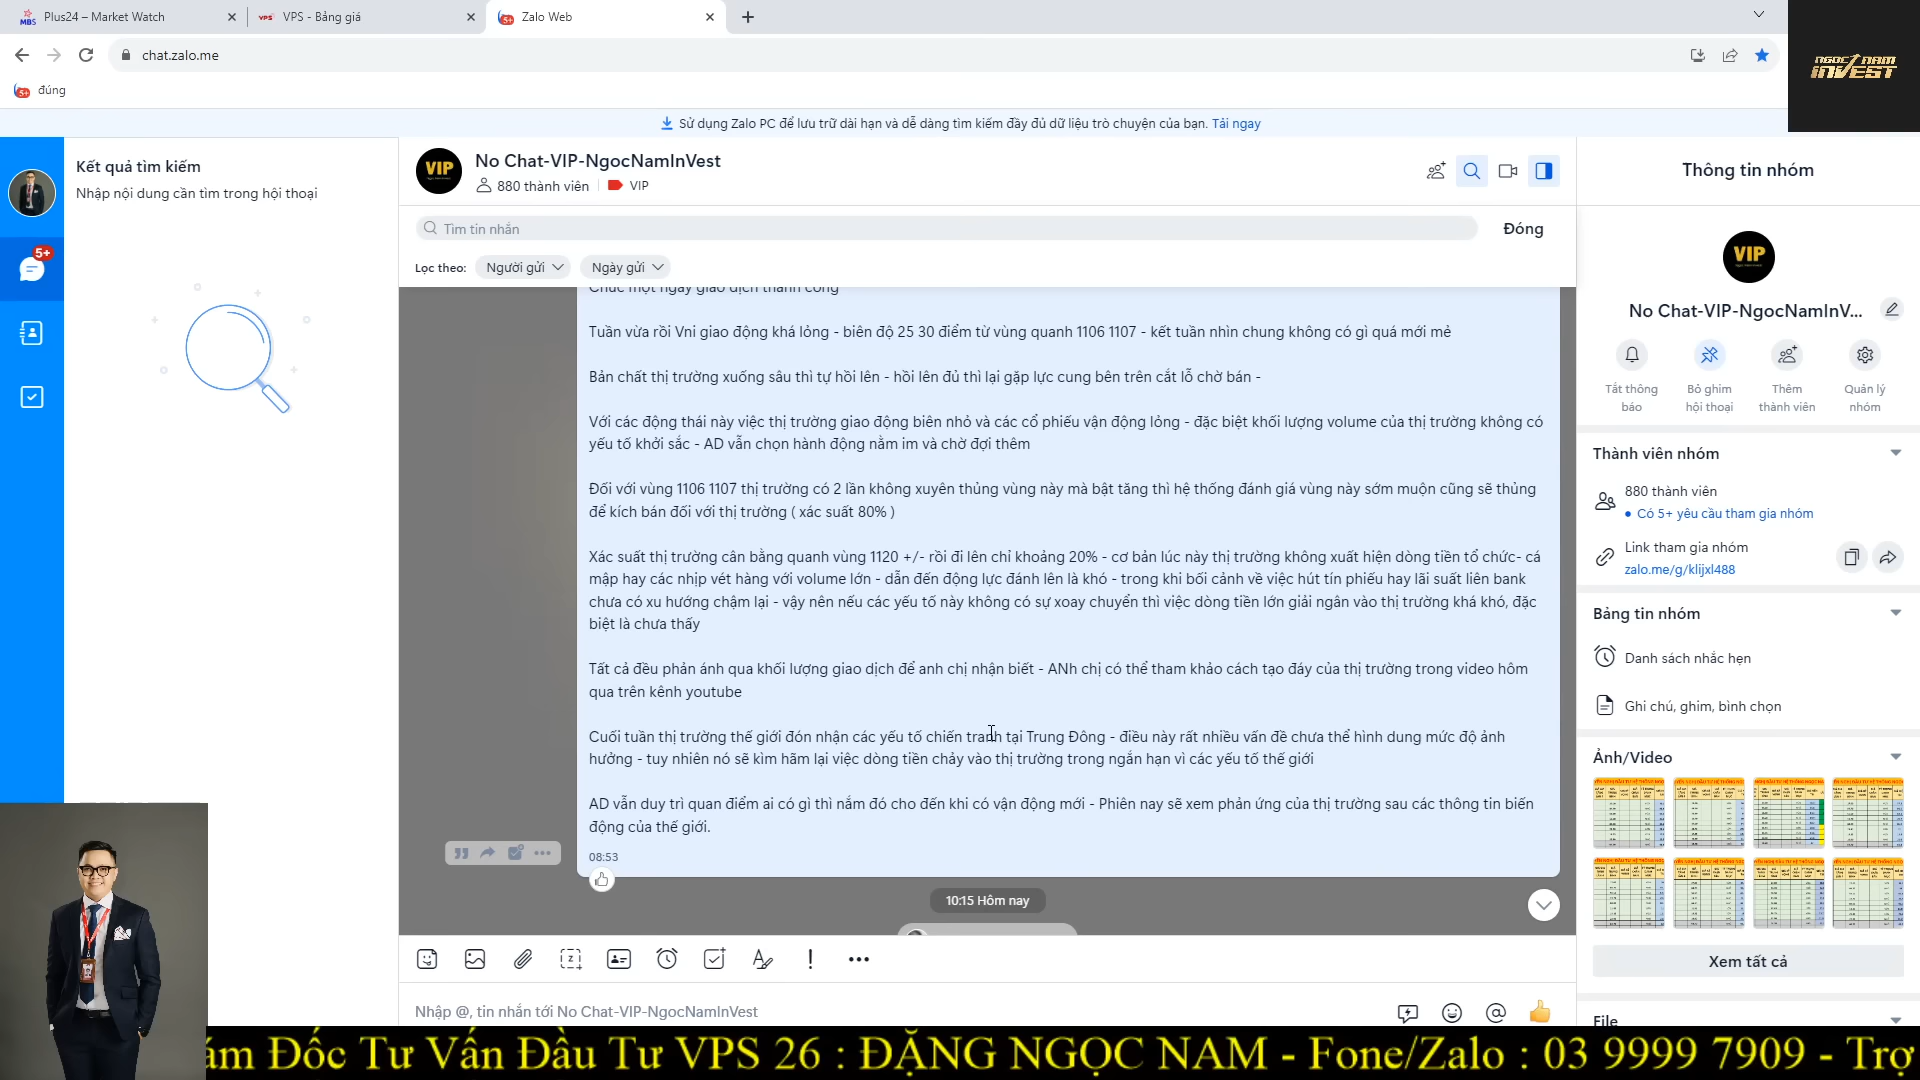 MBS
Plus24 – Market Watch
VPS
VPS - Bảng giá
5+
Zalo Web
chat.zalo.me
NGỌC NAM
INVEST
5+
đúng
Sử dụng Zalo PC để lưu trữ dài hạn và dễ dàng tìm kiếm đầy đủ dữ liệu trò chuyện của bạn. Tải ngay
Kết quả tìm kiếm
Nhập nội dung cần tìm trong hội thoại
5+
VIP
No Chat-VIP-NgocNamInVest
880 thành viên
VIP
Tìm tin nhắn
Đóng
Lọc theo:
Người gửi
Ngày gửi
Chúc một ngày giao dịch thành công
Tuần vừa rồi Vni giao động khá lỏng - biên độ 25 30 điểm từ vùng quanh 1106 1107 - kết tuần nhìn chung không có gì quá mới mẻ
Bản chất thị trường xuống sâu thì tự hồi lên - hồi lên đủ thì lại gặp lực cung bên trên cắt lỗ chờ bán -
Với các động thái này việc thị trường giao động biên nhỏ và các cổ phiếu vận động lỏng - đặc biệt khối lượng volume của thị trường không có
yếu tố khởi sắc - AD vẫn chọn hành động nằm im và chờ đợi thêm
Đối với vùng 1106 1107 thị trường có 2 lần không xuyên thủng vùng này mà bật tăng thì hệ thống đánh giá vùng này sớm muộn cũng sẽ thủng
để kích bán đối với thị trường ( xác suất 80% )
Xác suất thị trường cân bằng quanh vùng 1120 +/- rồi đi lên chỉ khoảng 20% - cơ bản lúc này thị trường không xuất hiện dòng tiền tổ chức- cá
mập hay các nhịp vét hàng với volume lớn - dẫn đến động lực đánh lên là khó - trong khi bối cảnh về việc hút tín phiếu hay lãi suất liên bank
chưa có xu hướng chậm lại - vậy nên nếu các yếu tố này không có sự xoay chuyển thì việc dòng tiền lớn giải ngân vào thị trường khá khó, đặc
biệt là chưa thấy
Tất cả đều phản ánh qua khối lượng giao dịch để anh chị nhận biết - ANh chị có thể tham khảo cách tạo đáy của thị trường trong video hôm
qua trên kênh youtube
Cuối tuần thị trường thế giới đón nhận các yếu tố chiến tranh tại Trung Đông - điều này rất nhiều vấn đề chưa thể hình dung mức độ ảnh
hưởng - tuy nhiên nó sẽ kìm hãm lại việc dòng tiền chảy vào thị trường trong ngắn hạn vì các yếu tố thế giới
AD vẫn duy trì quan điểm ai có gì thì nắm đó cho đến khi có vận động mới - Phiên nay sẽ xem phản ứng của thị trường sau các thông tin biến
động của thế giới.
08:53
10:15 Hôm nay
Nhập @, tin nhắn tới No Chat-VIP-NgocNamInVest
Thông tin nhóm
VIP
No Chat-VIP-NgocNamInV...
Tắt thông
báo
Bỏ ghim
hội thoại
Thêm
thành viên
Quản lý
nhóm
Thành viên nhóm
880 thành viên
• Có 5+ yêu cầu tham gia nhóm
Link tham gia nhóm
zalo.me/g/klijxl488
Bảng tin nhóm
Danh sách nhắc hẹn
Ghi chú, ghim, bình chọn
Ảnh/Video
Xem tất cả
File
ám Đốc Tư Vấn Đầu Tư VPS 26 : ĐẶNG NGỌC NAM - Fone/Zalo : 03 9999 7909 - Trợ